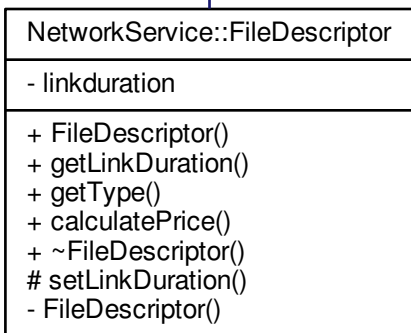 NetworkService::FileDescriptor
- linkduration
+ FileDescriptor()
+ getLinkDuration()
+ getType()
+ calculatePrice()
+ ~FileDescriptor()
# setLinkDuration()
- FileDescriptor()